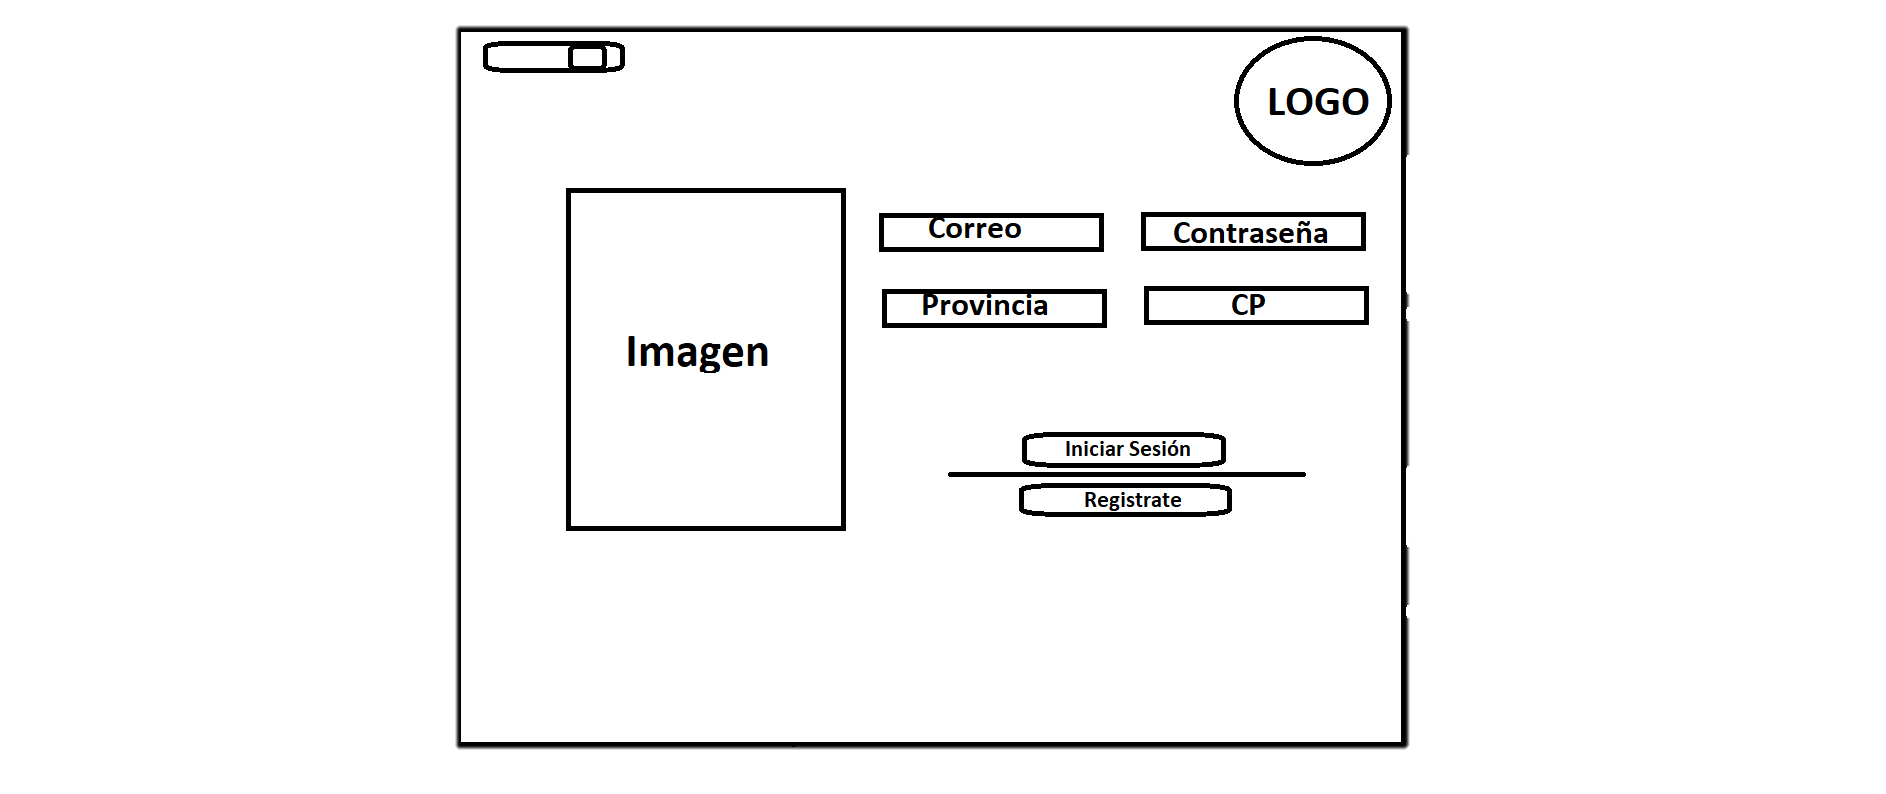 LOGO
Correo
Contraseña
Provincia
CP
Imagen
Iniciar Sesión
Registrate